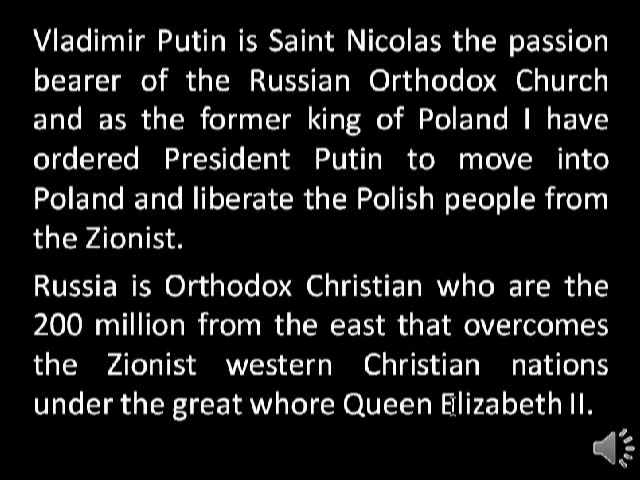 Vladimir Putin is Saint Nicolas the passion
bearer of the Russian Orthodox Church
and as the former king of Poland I have
ordered President Putin to move into
Poland and liberate the Polish people from
the Zionist.
Russia is Orthodox Christian who are the
200 million from the east that overcomes
the Zionist western Christian nations
under the great whore Queen Elizabeth II.